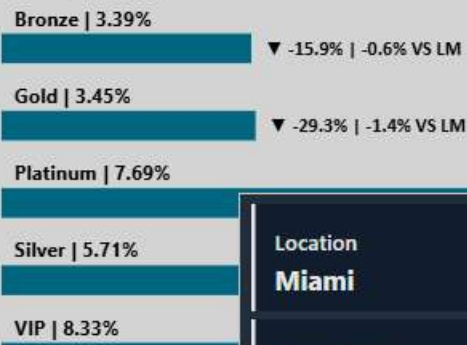 Bronze | 3.39%
▼ -15.9% | -0.6% VS LM
Gold | 3.45%
▼ -29.3% | -1.4% VS LM
Platinum | 7.69%
Silver | 5.71%
Location
Miami
VIP | 8.33%